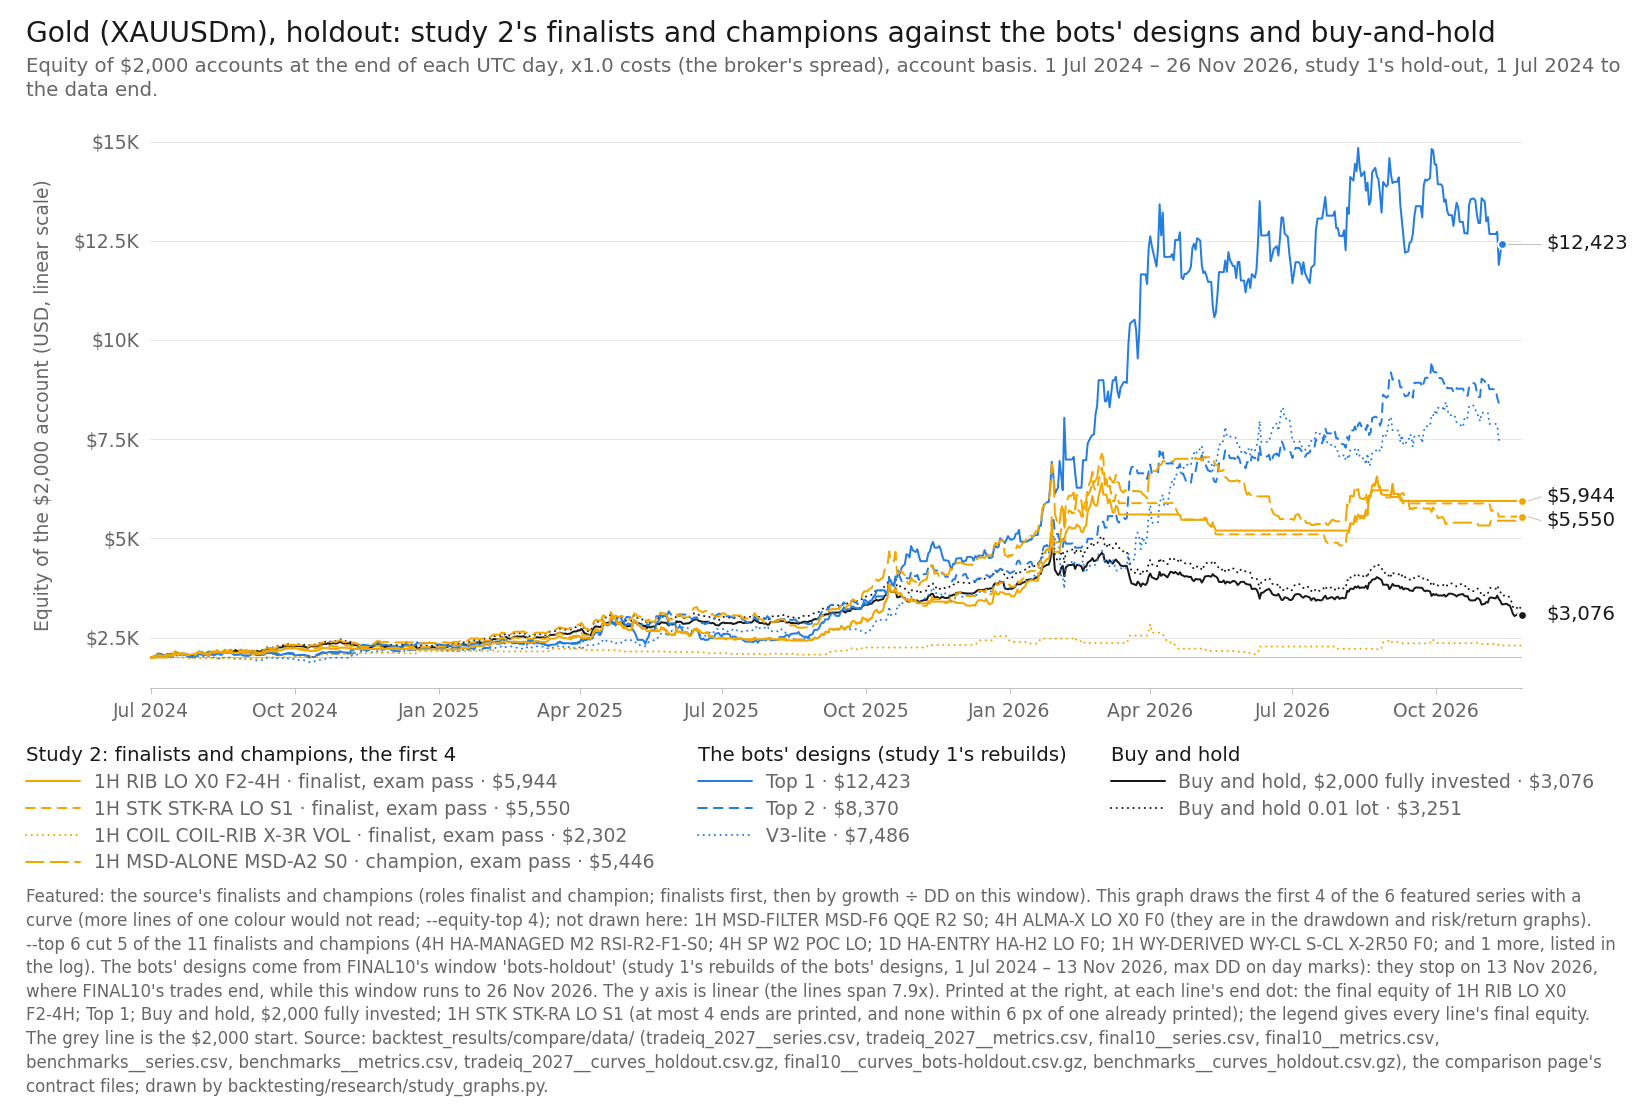 Gold (XAUUSDm), holdout: study 2's finalists and champions against the bots' designs and buy-and-hold
Equity of $2,000 accounts at the end of each UTC day, x1.0 costs (the broker's spread), account basis. 1 Jul 2024 – 26 Nov 2026, study 1's hold-out, 1 Jul 2024 to
the data end.
Equity of the $2,000 account (USD, linear scale)
$15K
$12.5K
$10K
$7.5K
$5K
$2.5K
$12,423
$5,944
$5,550
$3,076
Jul 2024
Oct 2024
Jan 2025
Apr 2025
Jul 2025
Oct 2025
Jan 2026
Apr 2026
Jul 2026
Oct 2026
Study 2: finalists and champions, the first 4
1H RIB LO X0 F2-4H · finalist, exam pass · $5,944
1H STK STK-RA LO S1 · finalist, exam pass · $5,550
1H COIL COIL-RIB X-3R VOL · finalist, exam pass · $2,302
1H MSD-ALONE MSD-A2 S0 · champion, exam pass · $5,446
The bots' designs (study 1's rebuilds)
Top 1 · $12,423
Top 2 · $8,370
V3-lite · $7,486
Buy and hold
Buy and hold, $2,000 fully invested · $3,076
Buy and hold 0.01 lot · $3,251
Featured: the source's finalists and champions (roles finalist and champion; finalists first, then by growth ÷ DD on this window). This graph draws the first 4 of the 6 featured series with a
curve (more lines of one colour would not read; --equity-top 4); not drawn here: 1H MSD-FILTER MSD-F6 QQE R2 S0; 4H ALMA-X LO X0 F0 (they are in the drawdown and risk/return graphs).
--top 6 cut 5 of the 11 finalists and champions (4H HA-MANAGED M2 RSI-R2-F1-S0; 4H SP W2 POC LO; 1D HA-ENTRY HA-H2 LO F0; 1H WY-DERIVED WY-CL S-CL X-2R50 F0; and 1 more, listed in
the log). The bots' designs come from FINAL10's window 'bots-holdout' (study 1's rebuilds of the bots' designs, 1 Jul 2024 – 13 Nov 2026, max DD on day marks): they stop on 13 Nov 2026,
where FINAL10's trades end, while this window runs to 26 Nov 2026. The y axis is linear (the lines span 7.9x). Printed at the right, at each line's end dot: the final equity of 1H RIB LO X0
F2-4H; Top 1; Buy and hold, $2,000 fully invested; 1H STK STK-RA LO S1 (at most 4 ends are printed, and none within 6 px of one already printed); the legend gives every line's final equity.
The grey line is the $2,000 start. Source: backtest_results/compare/data/ (tradeiq_2027__series.csv, tradeiq_2027__metrics.csv, final10__series.csv, final10__metrics.csv,
benchmarks__series.csv, benchmarks__metrics.csv, tradeiq_2027__curves_holdout.csv.gz, final10__curves_bots-holdout.csv.gz, benchmarks__curves_holdout.csv.gz), the comparison page's
contract files; drawn by backtesting/research/study_graphs.py.